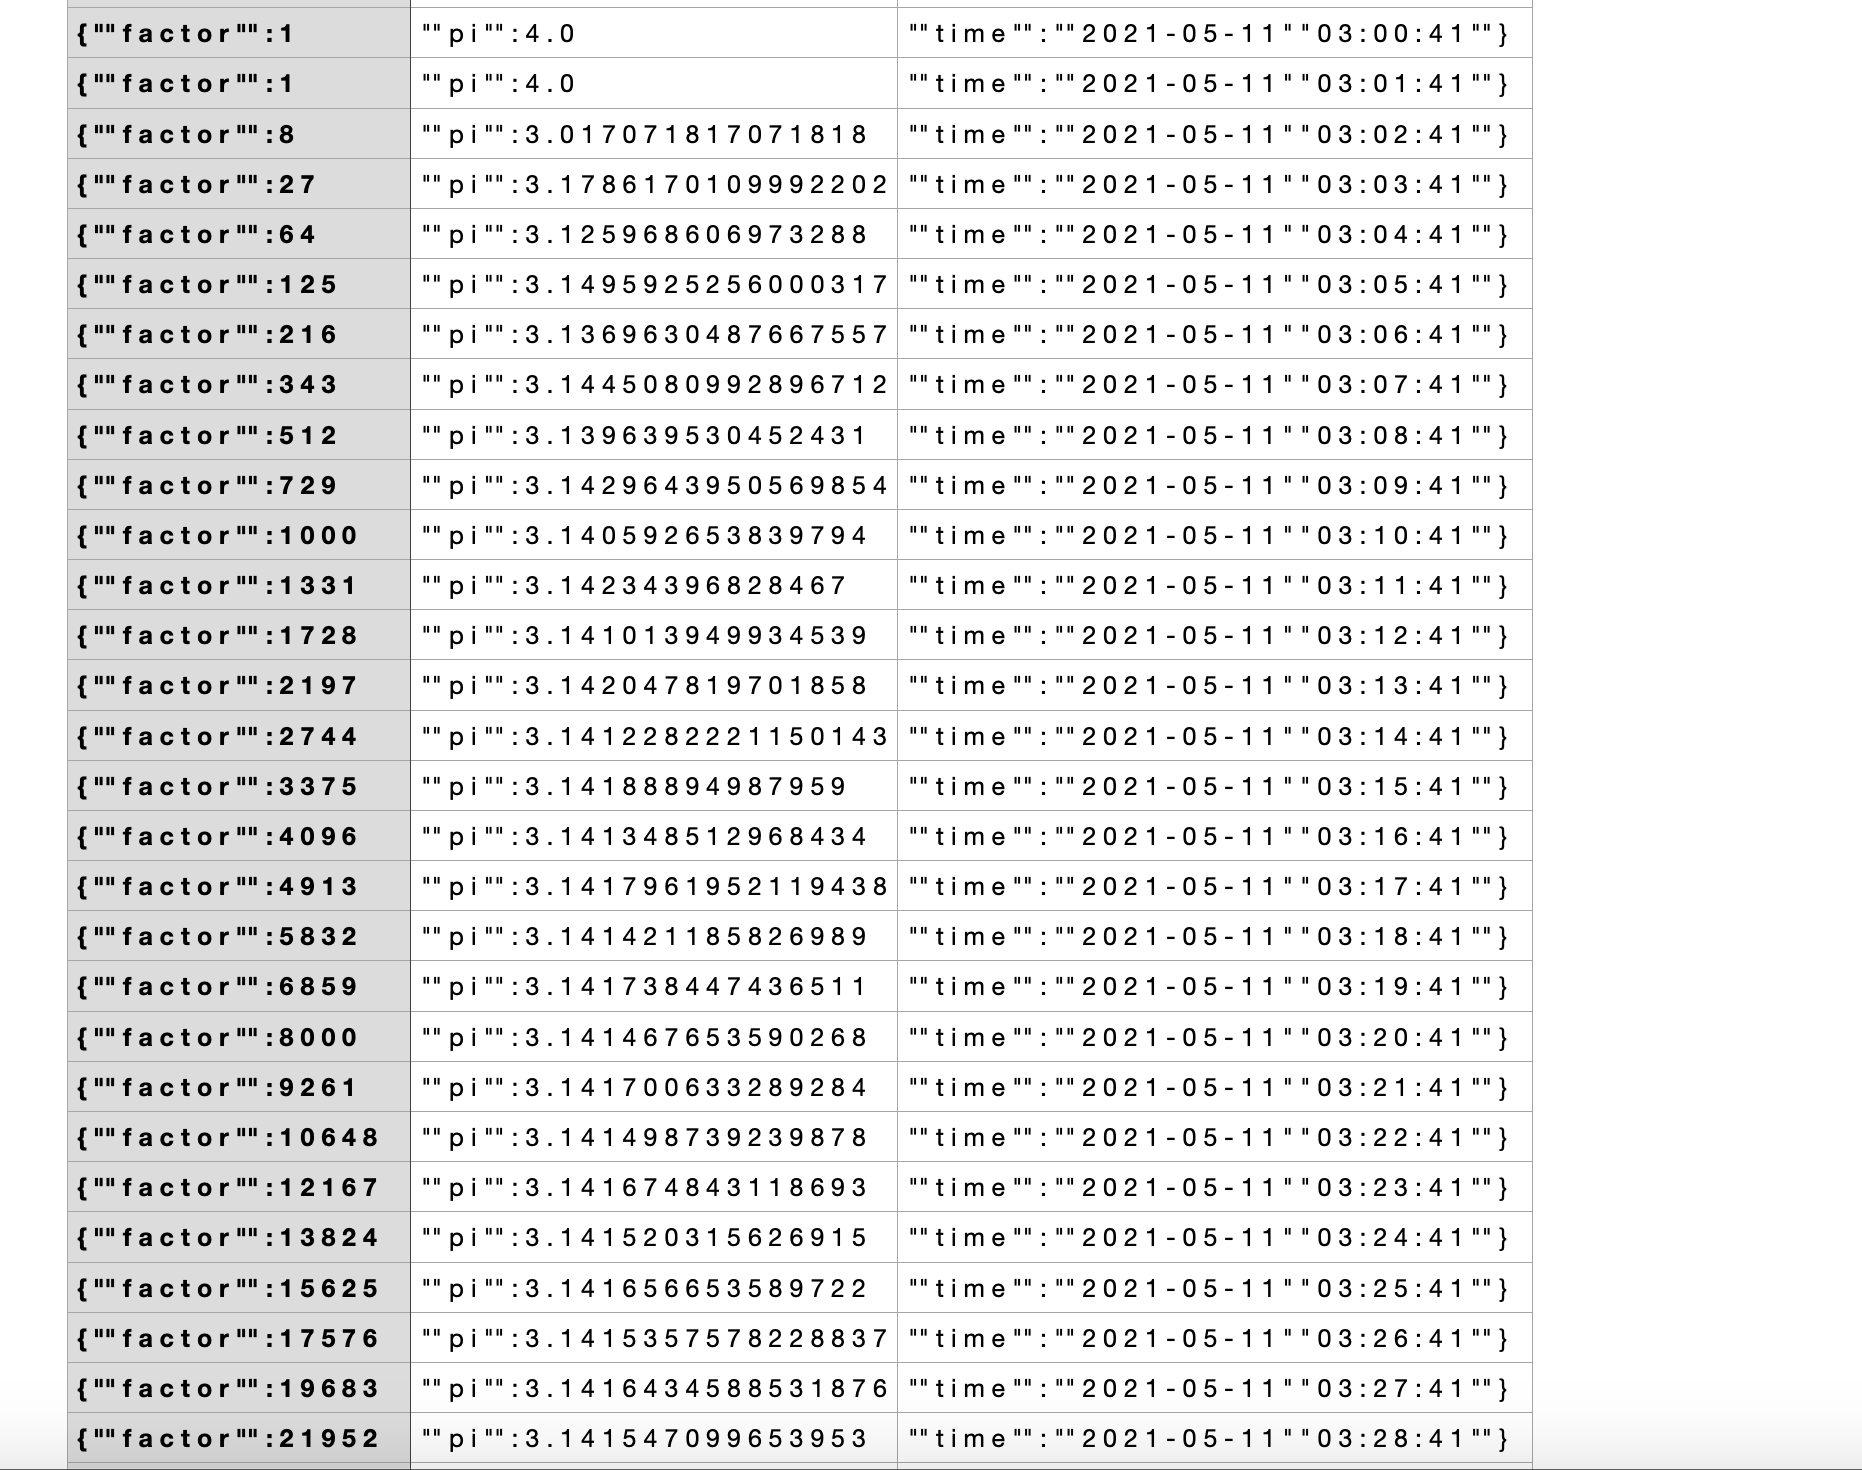 {""factor"":1 ""pi"":4.0 ""time"":""2021-05-11""03:00:41""}
{""factor"":1 ""pi"":4.0 ""time"":""2021-05-11""03:01:41""}
{""factor"":8 ""pi"":3.017071817071818 ""time"":""2021-05-11""03:02:41""}
{""factor"":27 ""pi"":3.1786170109992202 ""time"":""2021-05-11""03:03:41""}
{""factor"":64 ""pi"":3.125968606973288 ""time"":""2021-05-11""03:04:41""}
{""factor"":125 ""pi"":3.1495925256000317 ""time"":""2021-05-11""03:05:41""}
{""factor"":216 ""pi"":3.1369630487667557 ""time"":""2021-05-11""03:06:41""}
{""factor"":343 ""pi"":3.1445080992896712 ""time"":""2021-05-11""03:07:41""}
{""factor"":512 ""pi"":3.139639530452431 ""time"":""2021-05-11""03:08:41""}
{""factor"":729 ""pi"":3.1429643950569854 ""time"":""2021-05-11""03:09:41""}
{""factor"":1000 ""pi"":3.140592653839794 ""time"":""2021-05-11""03:10:41""}
{""factor"":1331 ""pi"":3.14234396828467 ""time"":""2021-05-11""03:11:41""}
{""factor"":1728 ""pi"":3.141013949934539 ""time"":""2021-05-11""03:12:41""}
{""factor"":2197 ""pi"":3.142047819701858 ""time"":""2021-05-11""03:13:41""}
{""factor"":2744 ""pi"":3.1412282221150143 ""time"":""2021-05-11""03:14:41""}
{""factor"":3375 ""pi"":3.14188894987959 ""time"":""2021-05-11""03:15:41""}
{""factor"":4096 ""pi"":3.141348512968434 ""time"":""2021-05-11""03:16:41""}
{""factor"":4913 ""pi"":3.1417961952119438 ""time"":""2021-05-11""03:17:41""}
{""factor"":5832 ""pi"":3.141421185826989 ""time"":""2021-05-11""03:18:41""}
{""factor"":6859 ""pi"":3.141738447436511 ""time"":""2021-05-11""03:19:41""}
{""factor"":8000 ""pi"":3.141467653590268 ""time"":""2021-05-11""03:20:41""}
{""factor"":9261 ""pi"":3.141700633289284 ""time"":""2021-05-11""03:21:41""}
{""factor"":10648 ""pi"":3.141498739239878 ""time"":""2021-05-11""03:22:41""}
{""factor"":12167 ""pi"":3.141674843118693 ""time"":""2021-05-11""03:23:41""}
{""factor"":13824 ""pi"":3.141520315626915 ""time"":""2021-05-11""03:24:41""}
{""factor"":15625 ""pi"":3.141656653589722 ""time"":""2021-05-11""03:25:41""}
{""factor"":17576 ""pi"":3.1415357578228837 ""time"":""2021-05-11""03:26:41""}
{""factor"":19683 ""pi"":3.1416434588531876 ""time"":""2021-05-11""03:27:41""}
{""factor"":21952 ""pi"":3.141547099653953 ""time"":""2021-05-11""03:28:41""}